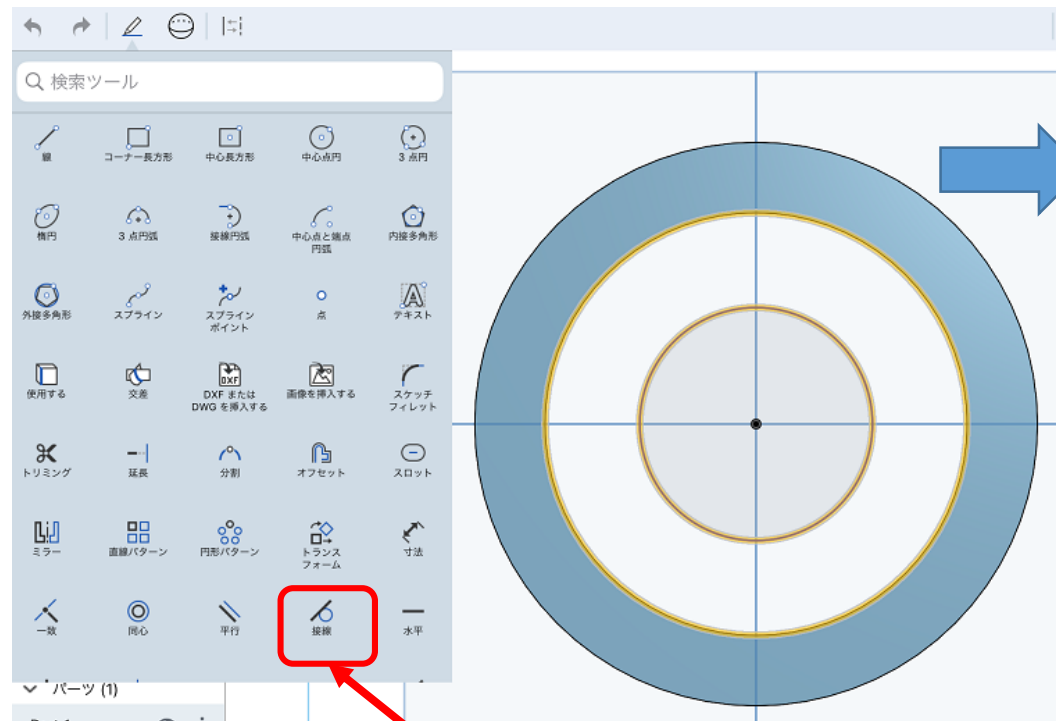 検索ツール
線
コーナー長方形
中心長方形
中心点円
3 点円
楕円
3 点円弧
接線円弧
中心点と端点
円弧
内接多角形
外接多角形
スプライン
スプライン
ポイント
点
A
テキスト
使用する
交差
DXF
DXF または
DWG を挿入する
画像を挿入する
スケッチ
フィレット
トリミング
延長
分割
オフセット
スロット
ミラー
直線パターン
円形パターン
トランス
フォーム
寸法
一致
同心
平行
接線
水平
パーツ (1)